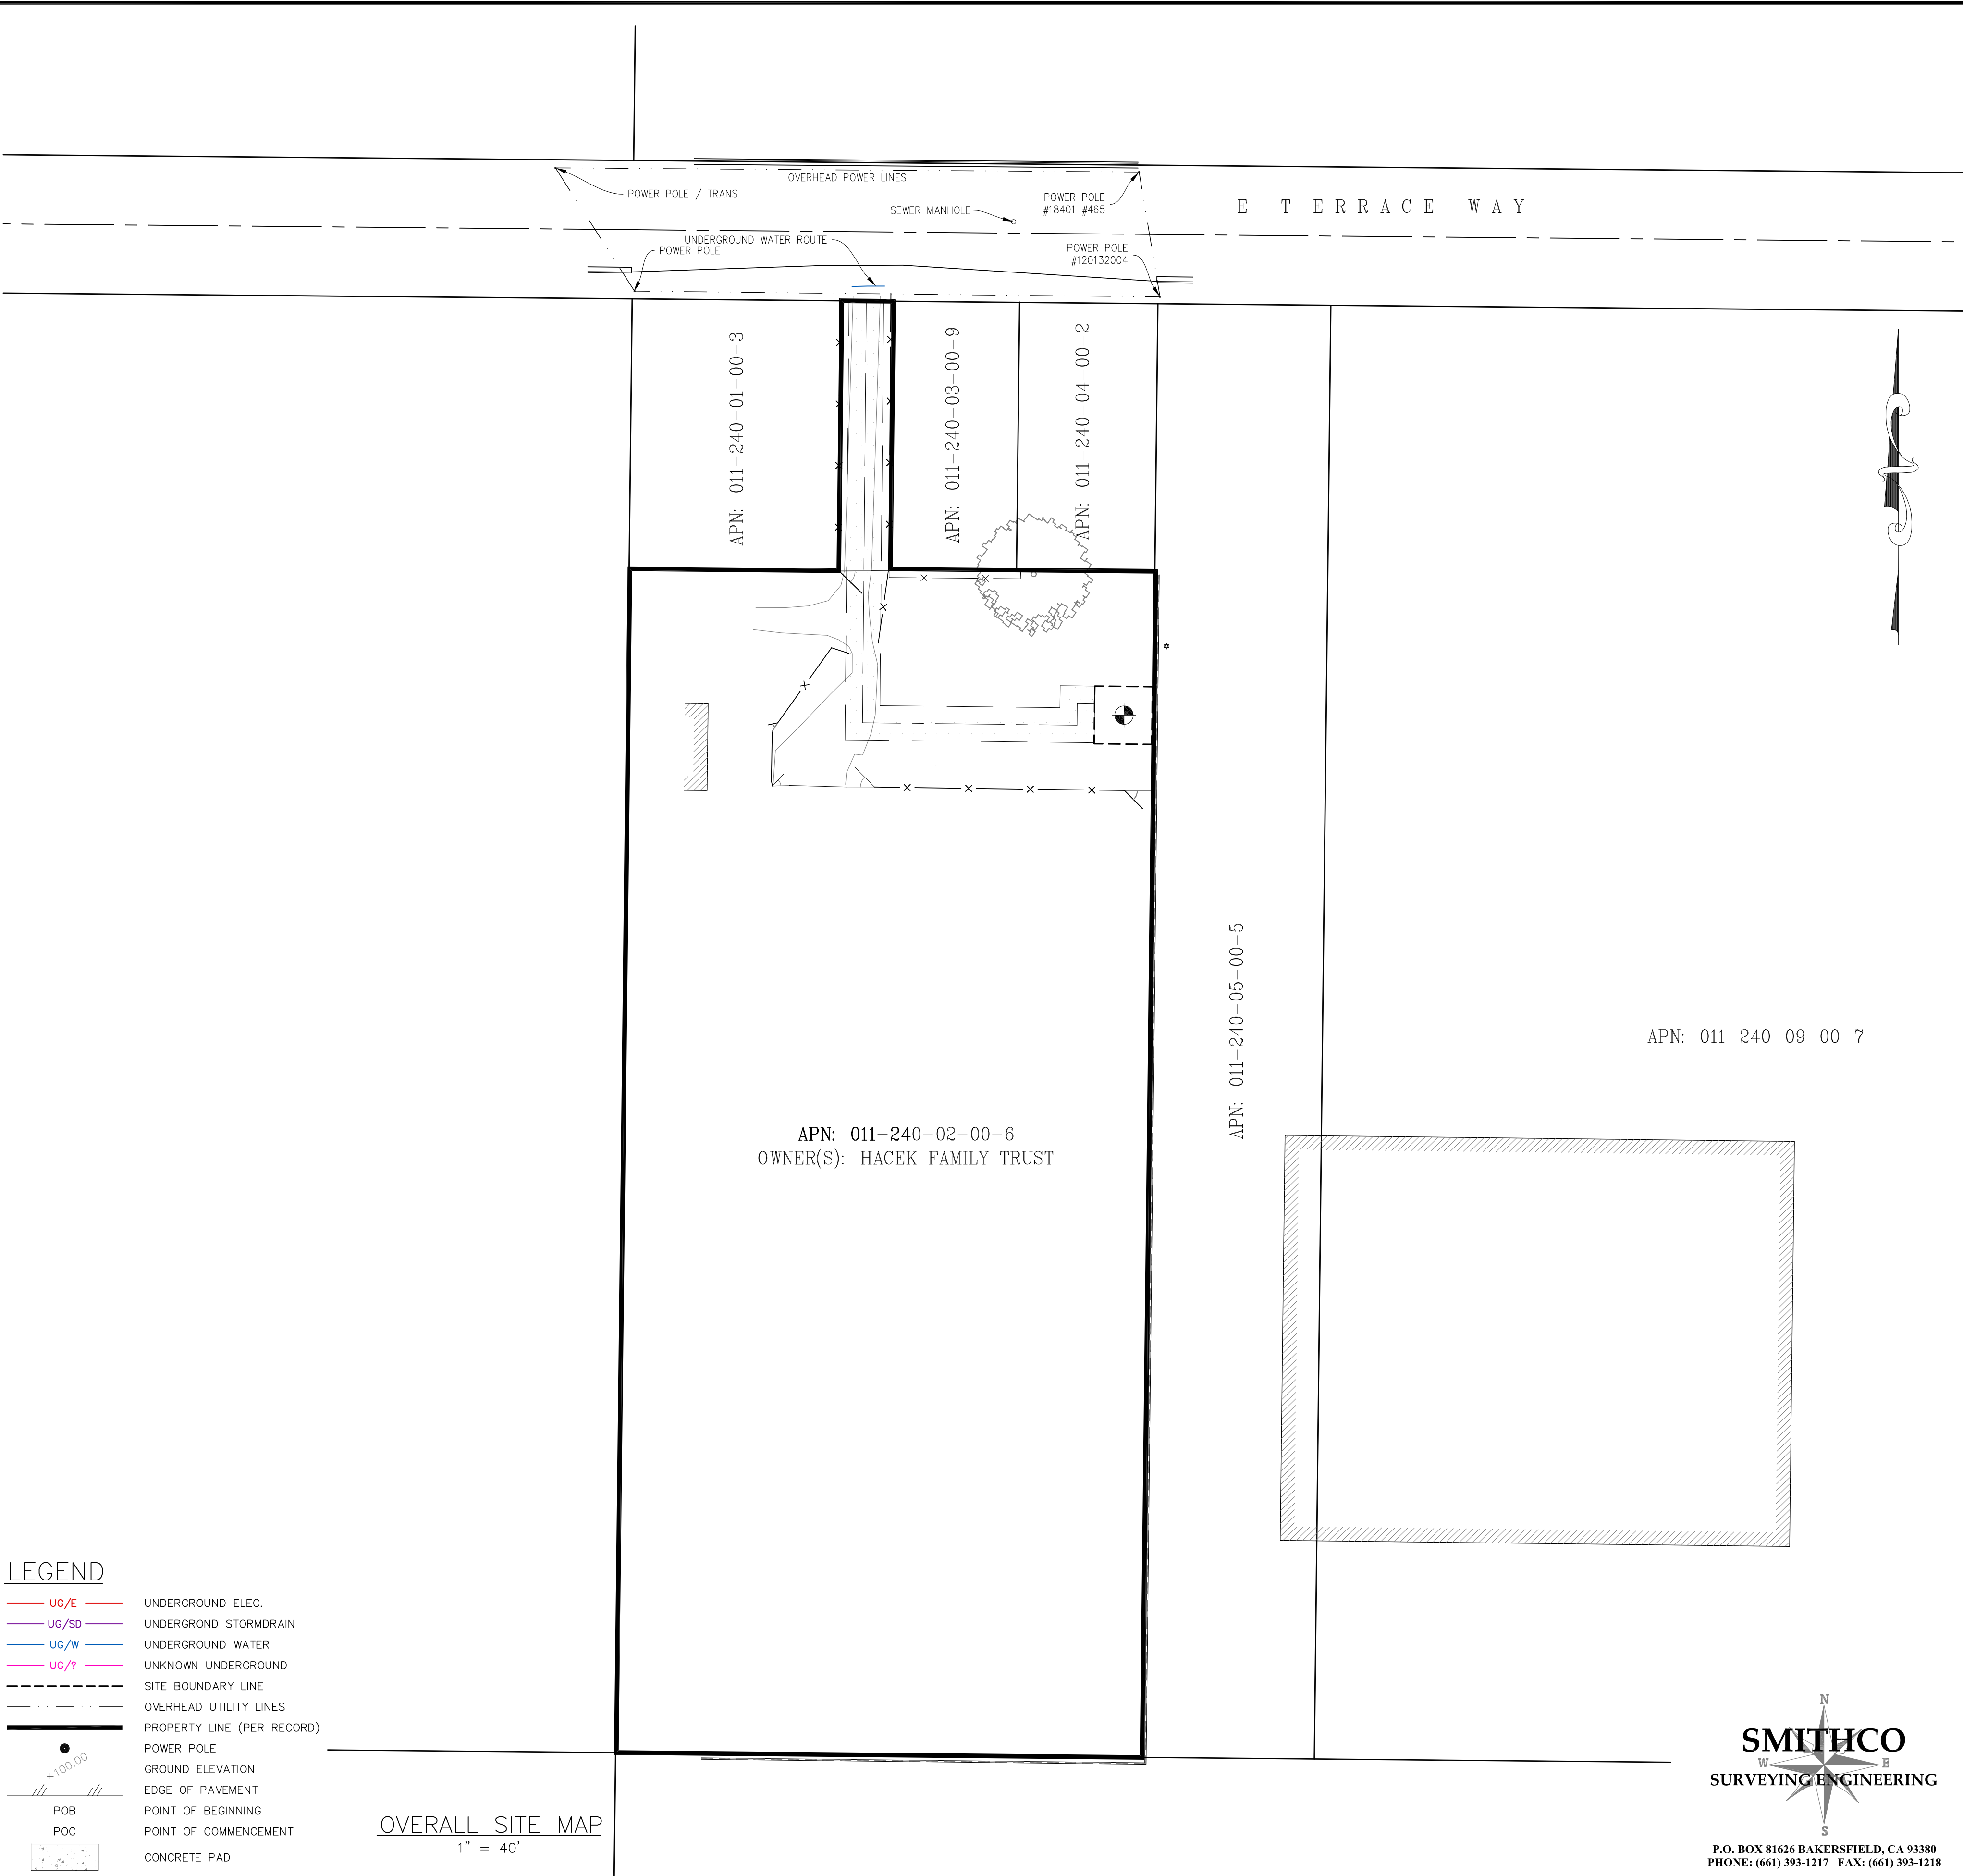 OVERHEAD POWER LINES
POWER POLE / TRANS.
POWER POLE
#18401 #465
SEWER MANHOLE
E TERRACE WAY
UNDERGROUND WATER ROUTE
POWER POLE
POWER POLE
#120132004
APN: 011-240-01-00-3
APN: 011-240-03-00-9
APN: 011-240-04-00-2
APN: 011-240-05-00-5
APN: 011-240-09-00-7
APN: 011-240-02-00-6
OWNER(S): HACEK FAMILY TRUST
LEGEND
UG/E UNDERGROUND ELEC.
UG/SD UNDERGROND STORMDRAIN
UG/W UNDERGROUND WATER
UG/? UNKNOWN UNDERGROUND
SITE BOUNDARY LINE
OVERHEAD UTILITY LINES
PROPERTY LINE (PER RECORD)
POWER POLE
×100.00 GROUND ELEVATION
EDGE OF PAVEMENT
POB POINT OF BEGINNING
POC POINT OF COMMENCEMENT
CONCRETE PAD
OVERALL SITE MAP
1" = 40'
N
SMITHCO
W E
SURVEYING ENGINEERING
S
P.O. BOX 81626 BAKERSFIELD, CA 93380
PHONE: (661) 393-1217 FAX: (661) 393-1218